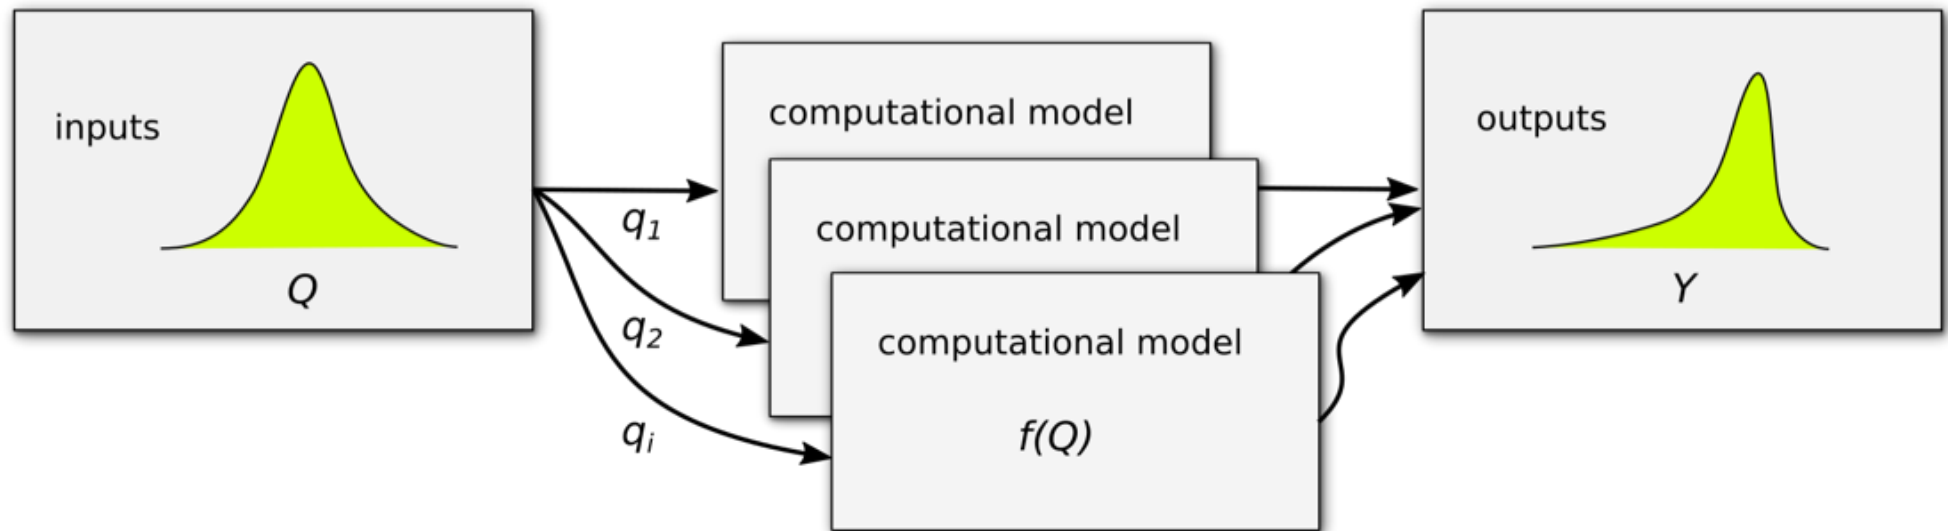 inputs
Q
q1
q2
qi
computational model
computational model
computational model
f(Q)
outputs
Y